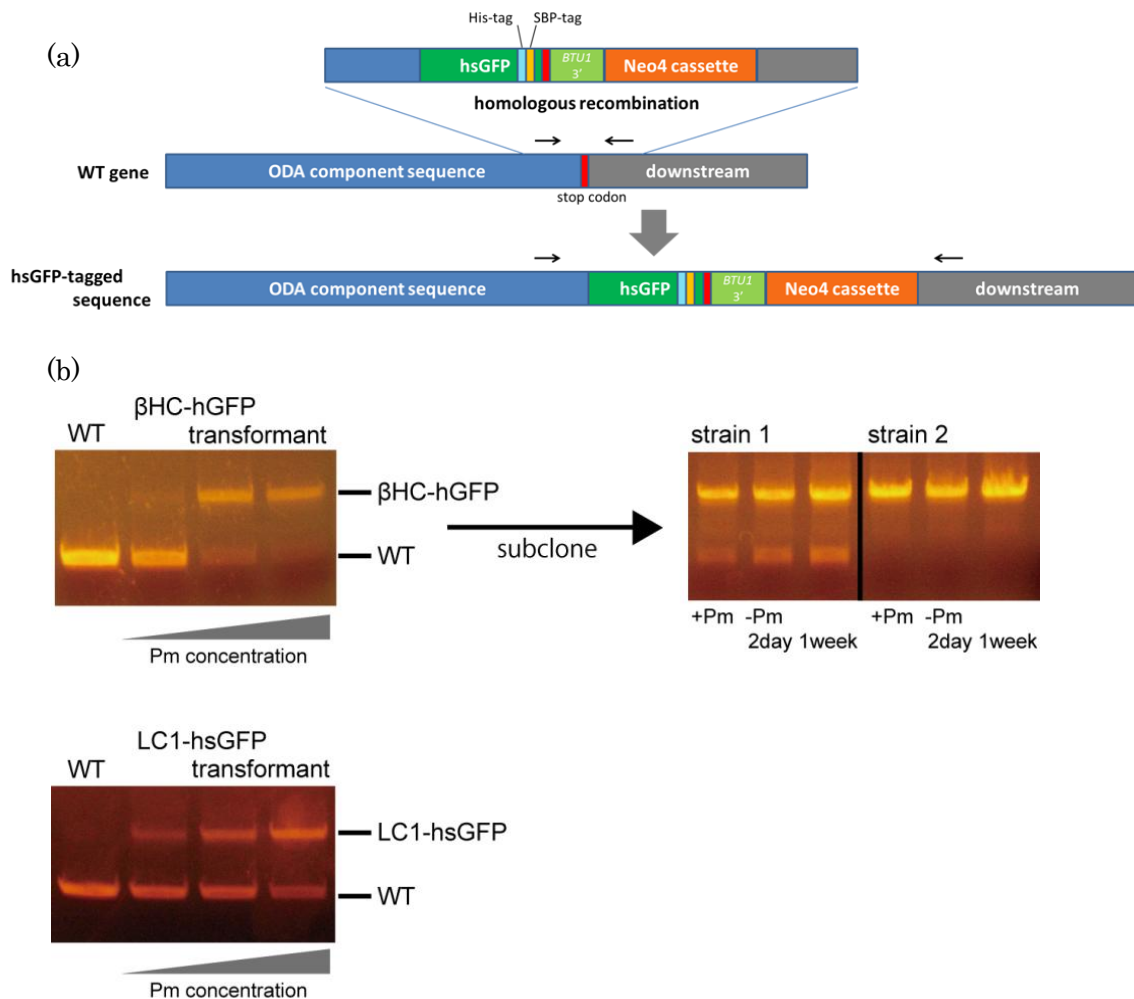 (a)
His-tag SBP-tag
hsGFP BTU1 3' Neo4 cassette
homologous recombination
WT gene ODA component sequence downstream
stop codon
hsGFP-tagged
sequence
ODA component sequence hsGFP BTU1 3' Neo4 cassette downstream
(b)
βHC-hGFP
WT transformant
βHC-hGFP
WT
Pm concentration
subclone
strain 1 strain 2
+Pm -Pm +Pm -Pm
2day 1week 2day 1week
LC1-hsGFP
WT transformant
LC1-hsGFP
WT
Pm concentration